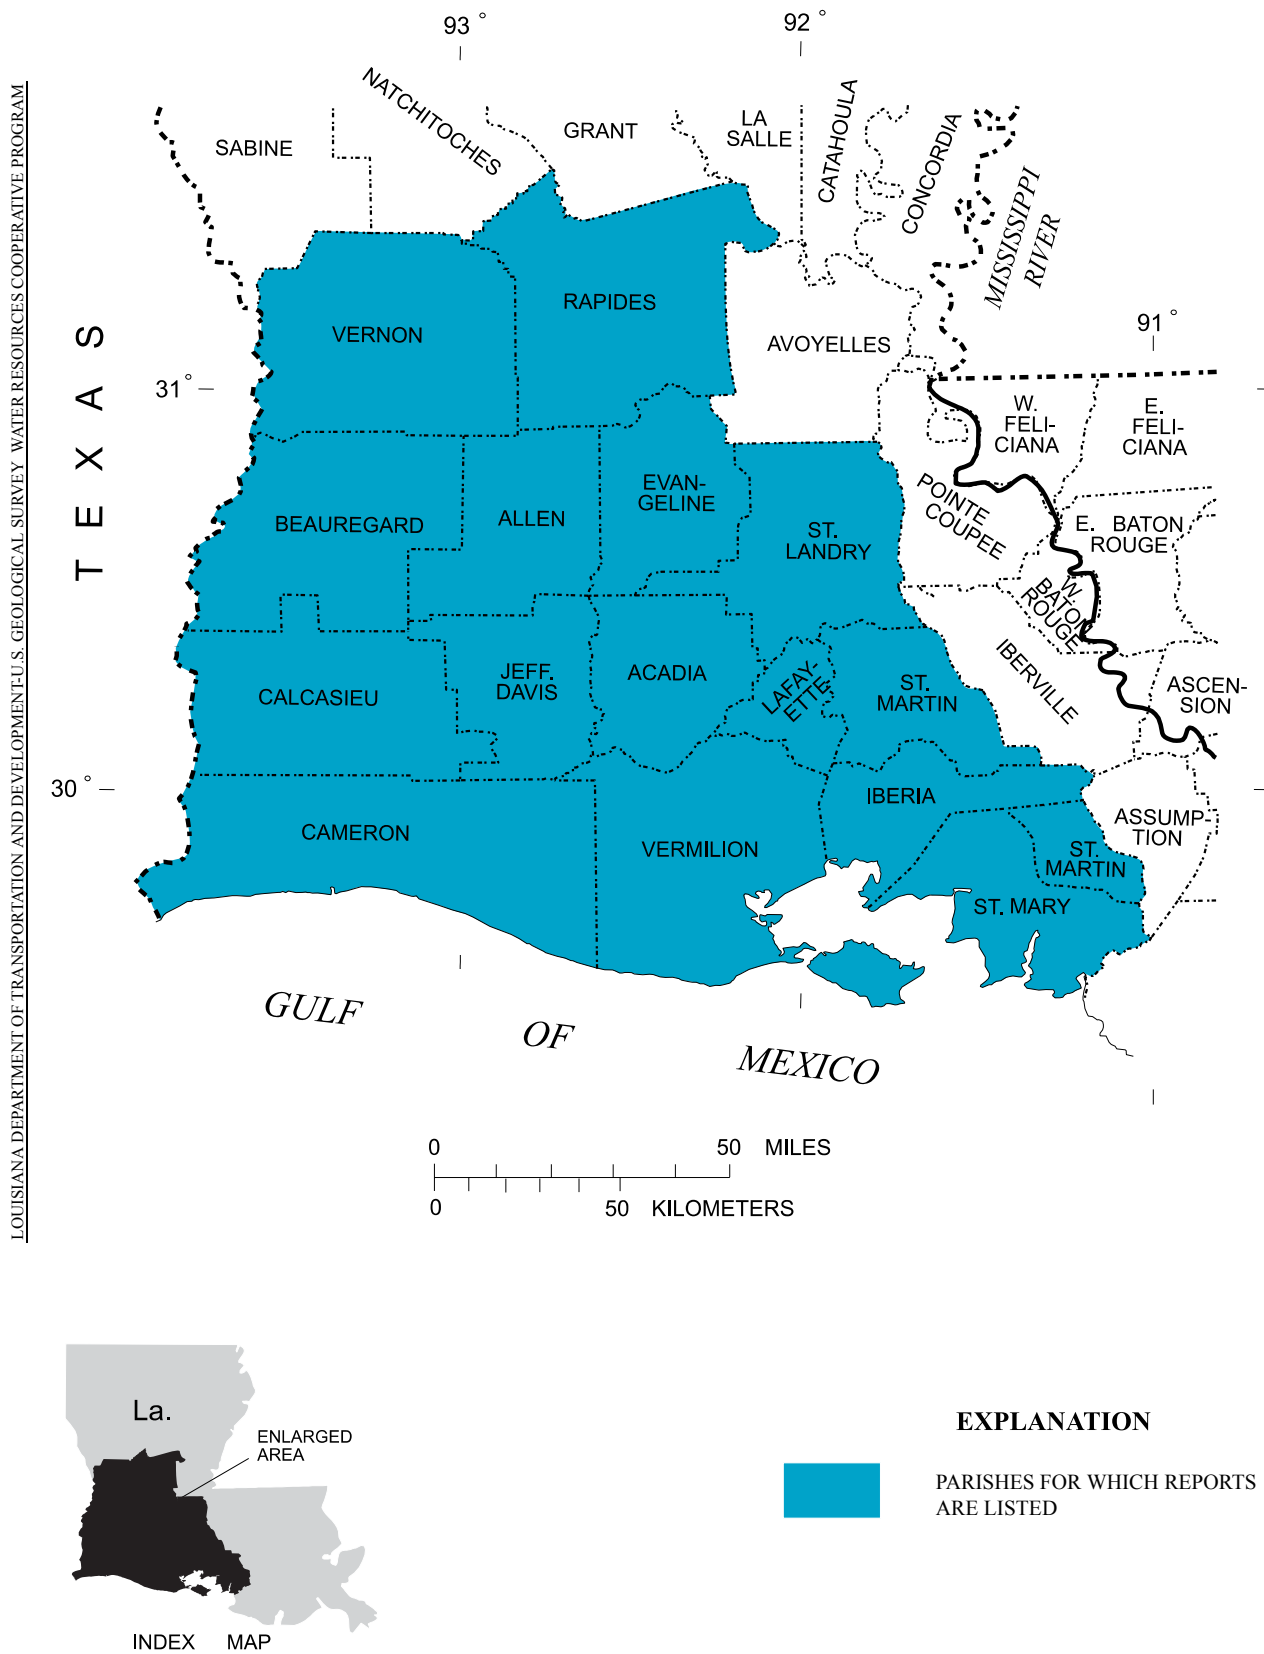 93 °
92 °
LOUISIANA DEPARTMENT OF TRANSPORTATION AND DEVELOPMENT-U.S. GEOLOGICAL SURVEY WATER RESOURCES COOPERATIVE PROGRAM
SABINE
NATCHITOCHES
GRANT
LA
SALLE
CATAHOULA
CONCORDIA
MISSISSIPPI
RIVER
TEXAS
VERNON
RAPIDES
AVOYELLES
91 °
31 °
W.
FELI-
CIANA
E.
FELI-
CIANA
BEAUREGARD
ALLEN
EVAN-
GELINE
ST.
LANDRY
POINTE
COUPEE
E. BATON
ROUGE
W.
BATON
ROUGE
IBERVILLE
CALCASIEU
JEFF.
DAVIS
ACADIA
LAFAY-
ETTE
ST.
MARTIN
ASCEN-
SION
30 °
CAMERON
VERMILION
IBERIA
ST.
MARTIN
ASSUMP-
TION
ST. MARY
GULF
OF
MEXICO
0 50 MILES
0 50 KILOMETERS
La.
ENLARGED
AREA
INDEX MAP
EXPLANATION
PARISHES FOR WHICH REPORTS
ARE LISTED